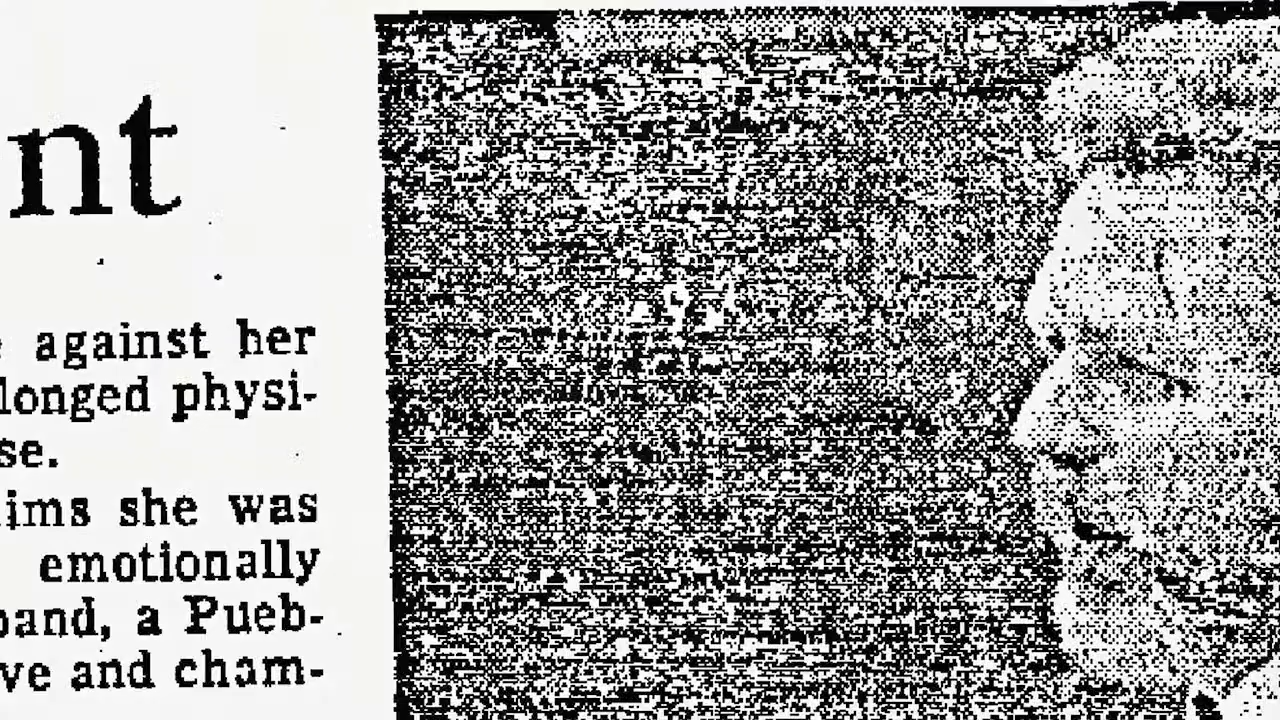 nt
against her
longed physi-
se.
ims she was
emotionally
band, a Pueb-
ve and cham-